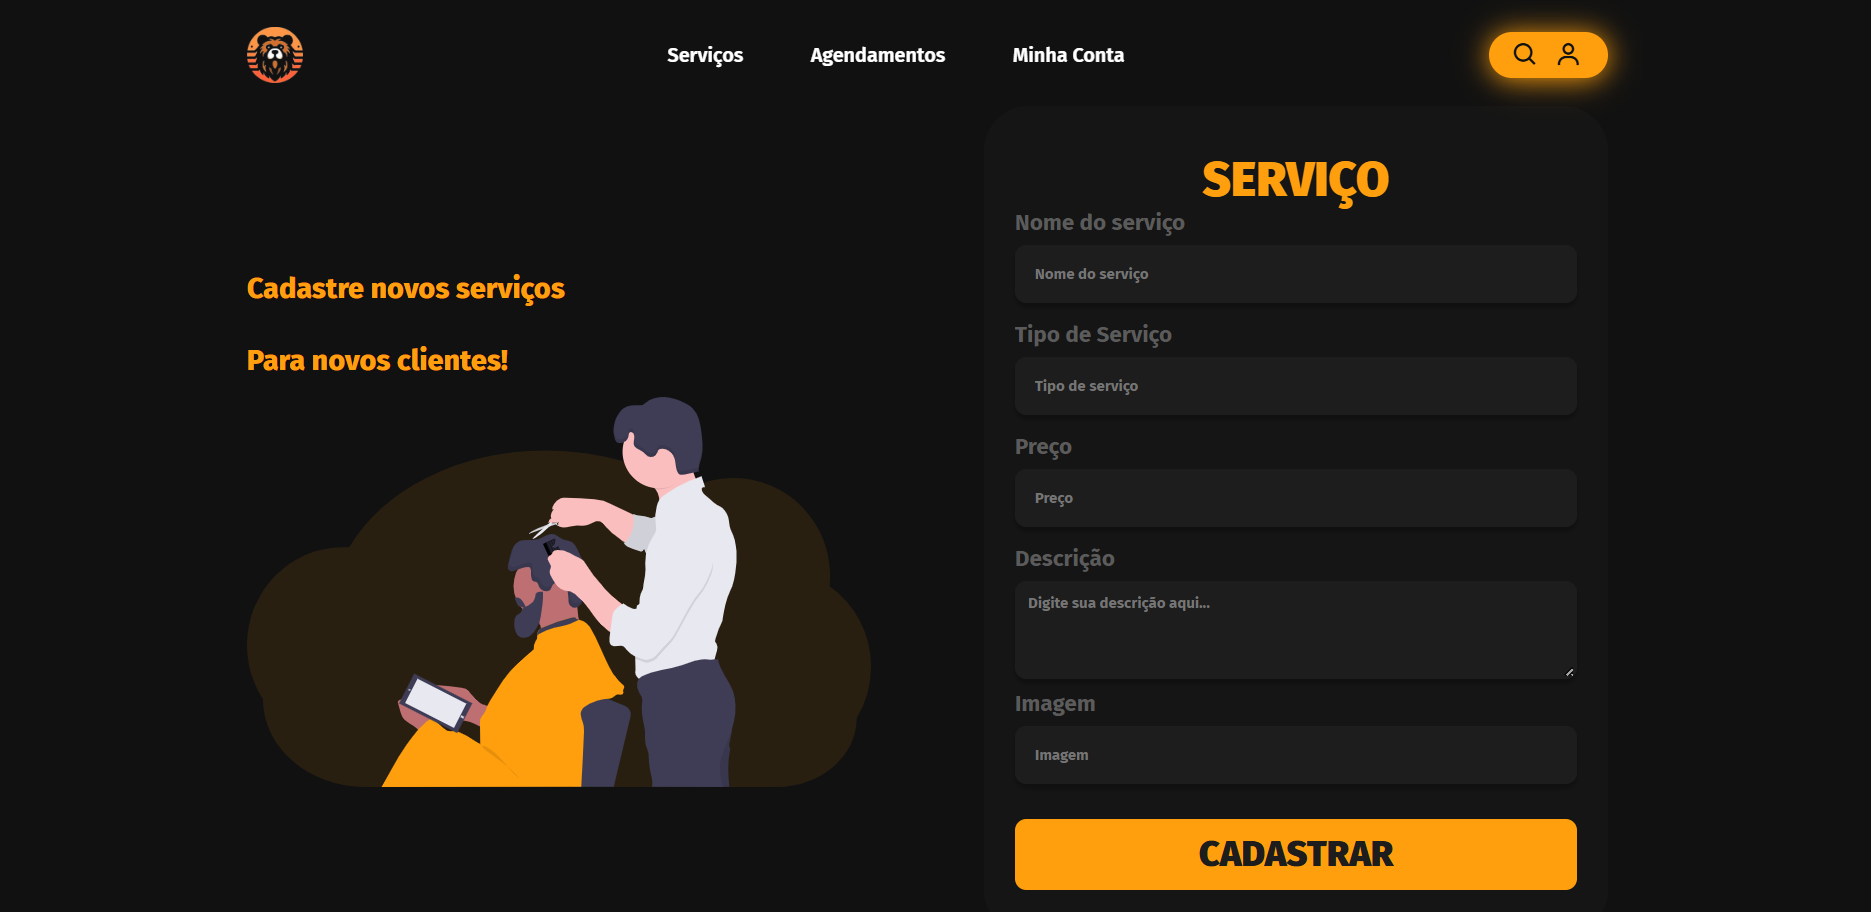 Serviços Agendamentos Minha Conta
Cadastre novos serviços
Para novos clientes!
SERVIÇO
Nome do serviço
Nome do serviço
Tipo de Serviço
Tipo de serviço
Preço
Preço
Descrição
Digite sua descrição aqui...
Imagem
Imagem
CADASTRAR